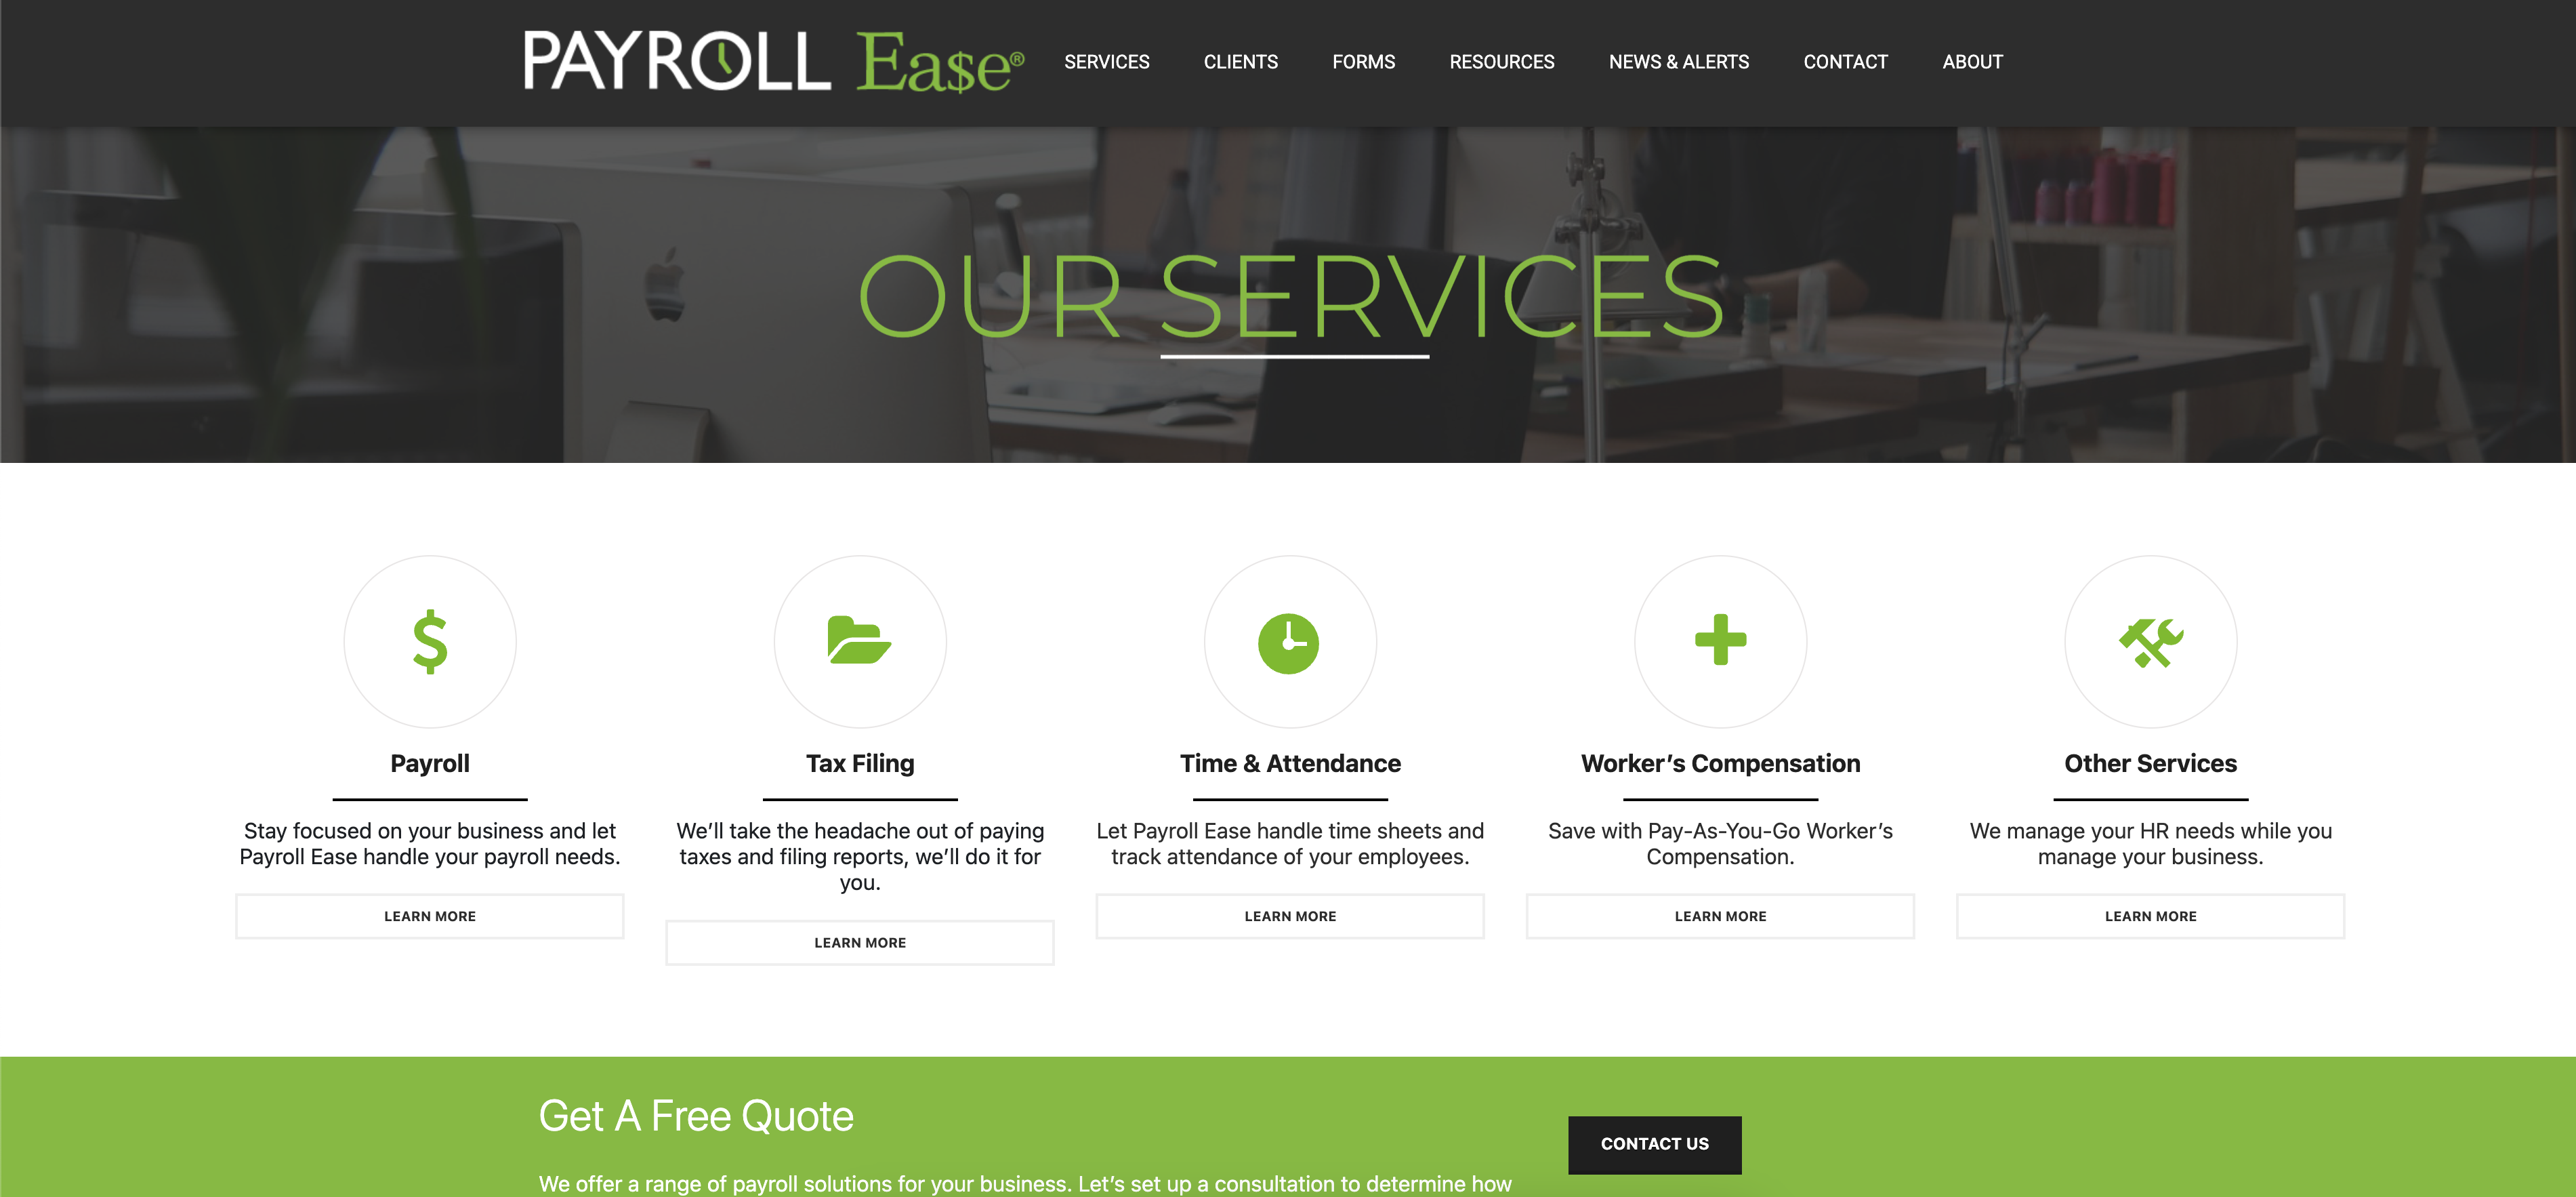 PAYROLL Ea$e®
SERVICES
CLIENTS
FORMS
RESOURCES
NEWS & ALERTS
CONTACT
ABOUT
OUR SERVICES
Payroll
Stay focused on your business and let
Payroll Ease handle your payroll needs.
LEARN MORE
Tax Filing
We’ll take the headache out of paying
taxes and filing reports, we’ll do it for
you.
LEARN MORE
Time & Attendance
Let Payroll Ease handle time sheets and
track attendance of your employees.
LEARN MORE
Worker’s Compensation
Save with Pay-As-You-Go Worker’s
Compensation.
LEARN MORE
Other Services
We manage your HR needs while you
manage your business.
LEARN MORE
Get A Free Quote
We offer a range of payroll solutions for your business. Let’s set up a consultation to determine how
CONTACT US